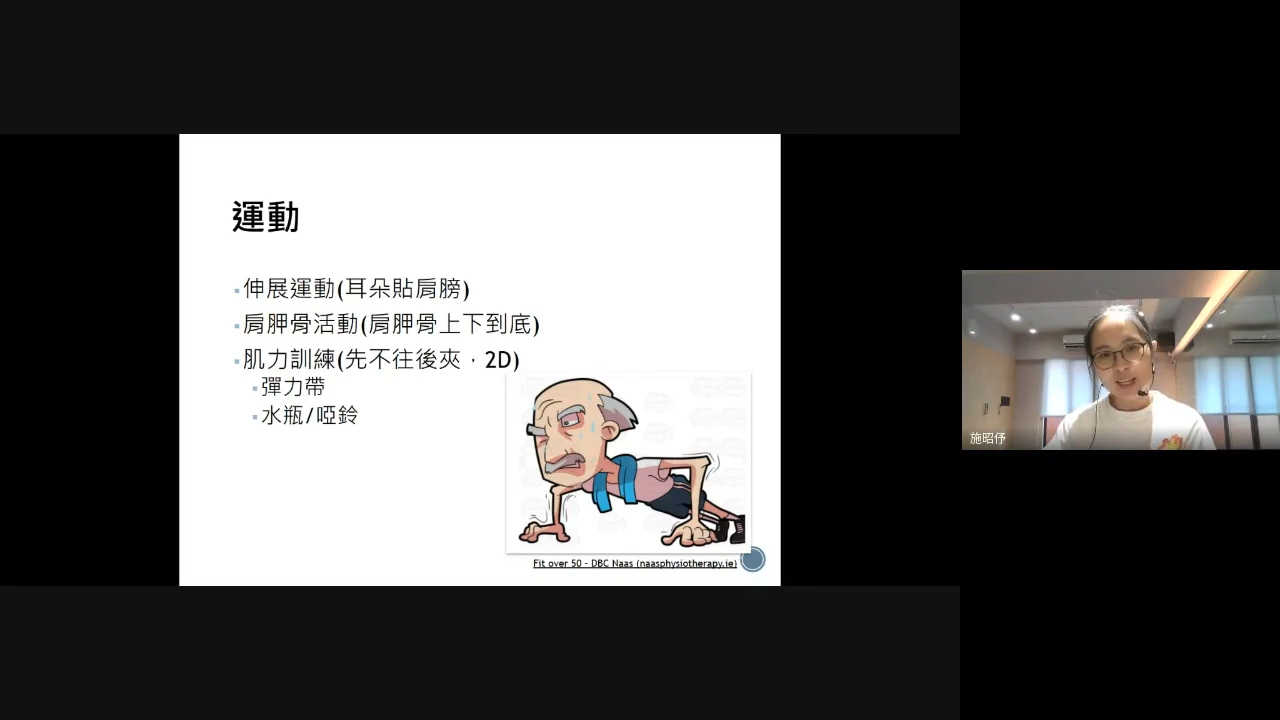 運動
伸展運動(耳朵貼肩膀)
肩胛骨活動(肩胛骨上下到底)
肌力訓練(先不往後夾，2D)
彈力帶
水瓶/啞鈴
Fit over 50 - DBC Naas (naasphysiotherapy.ie)
施昭伃